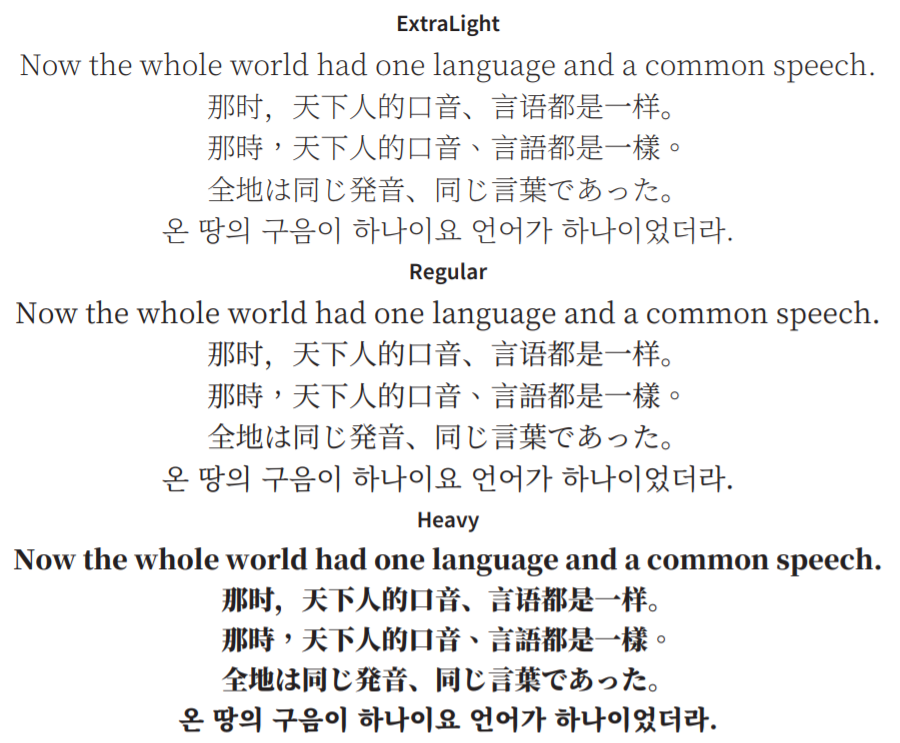 ExtraLight
Now the whole world had one language and a common speech.
那时，天下人的口音、言语都是一样。
那時，天下人的口音、言語都是一樣。
全地は同じ発音、同じ言葉であった。
온 땅의 구음이 하나이요 언어가 하나이었더라.
Regular
Now the whole world had one language and a common speech.
那时，天下人的口音、言语都是一样。
那時，天下人的口音、言語都是一樣。
全地は同じ発音、同じ言葉であった。
온 땅의 구음이 하나이요 언어가 하나이었더라.
Heavy
Now the whole world had one language and a common speech.
那时，天下人的口音、言语都是一样。
那時，天下人的口音、言語都是一樣。
全地は同じ発音、同じ言葉であった。
온 땅의 구음이 하나이요 언어가 하나이었더라.